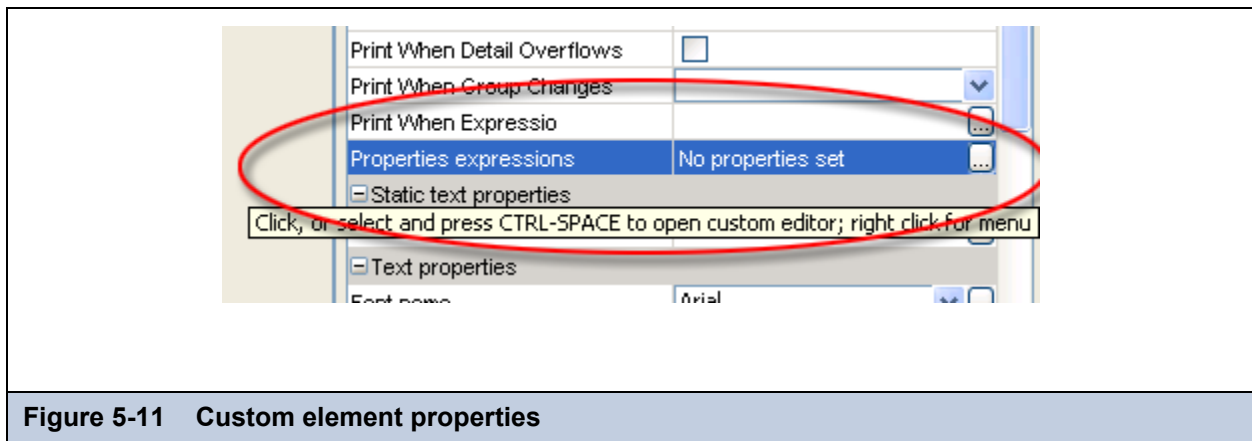 Print When Detail Overflows
Print When Group Changes
Print When Expressio ...
Properties expressions No properties set ...
Static text properties
Click, or select and press CTRL-SPACE to open custom editor; right click for menu
Text properties
Font name Arial
Figure 5-11 Custom element properties